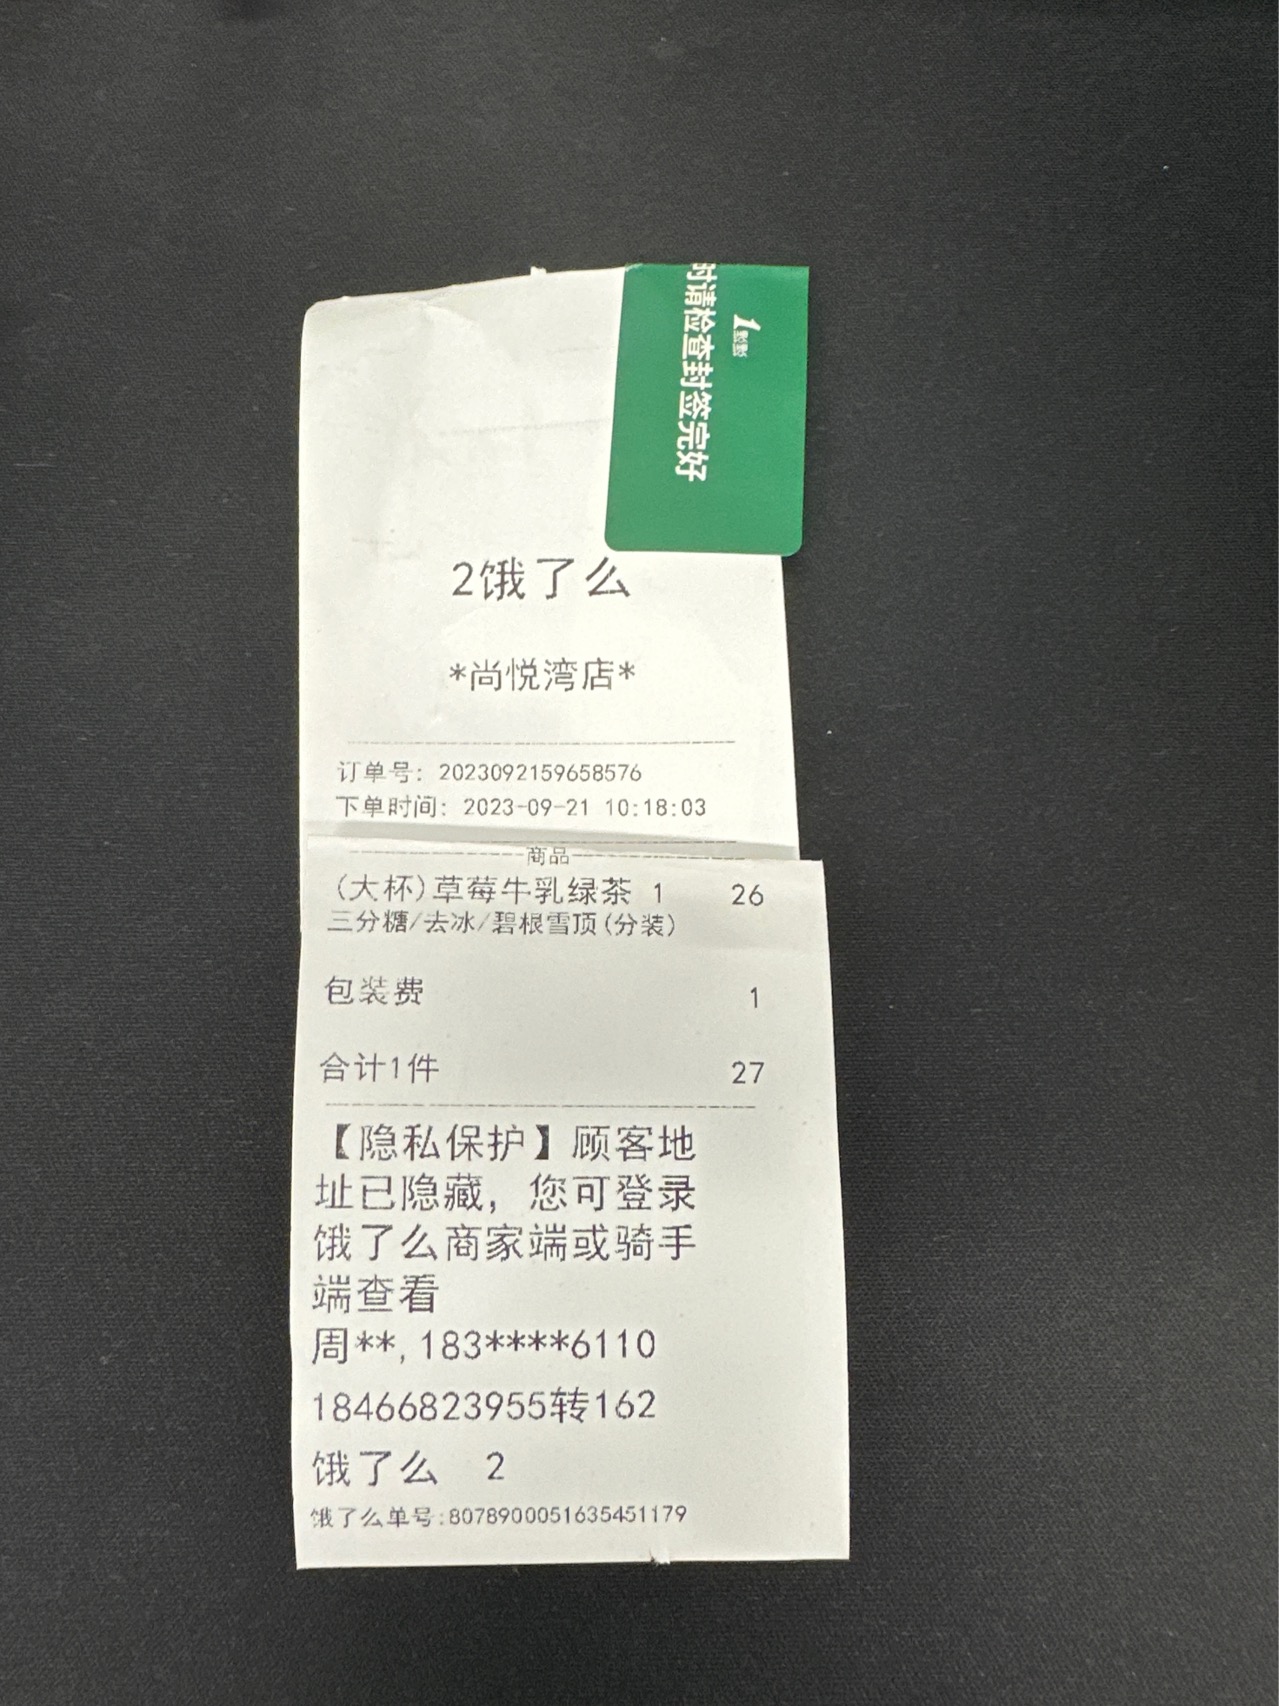 时请检查封签完好
1點點
2饿了么
*尚悦湾店*
订单号: 2023092159658576
下单时间: 2023-09-21 10:18:03
商品
(大杯)草莓牛乳绿茶 1 26
三分糖/去冰/碧根雪顶(分装)
包装费 1
合计1件 27
【隐私保护】顾客地
址已隐藏，您可登录
饿了么商家端或骑手
端查看
周**,183****6110
18466823955转162
饿了么 2
饿了么单号:8078900051635451179